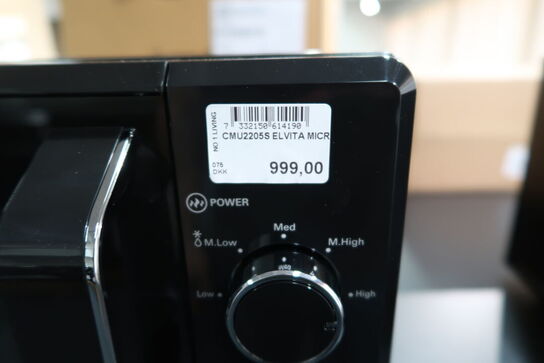 NO 1 LIVING
7 332150 614190
CMU2205S ELVITA MICR
075
DKK
999,00
POWER
Med
M.Low
M.High
Low
High